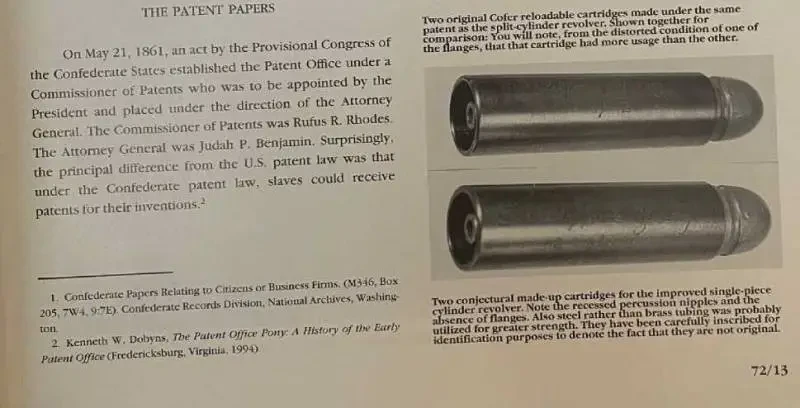 THE PATENT PAPERS
On May 21, 1861, an act by the Provisional Congress of
the Confederate States established the Patent Office under a
Commissioner of Patents who was to be appointed by the
President and placed under the direction of the Attorney
General. The Commissioner of Patents was Rufus R. Rhodes.
The Attorney General was Judah P. Benjamin. Surprisingly,
the principal difference from the U.S. patent law was that
under the Confederate patent law, slaves could receive
patents for their inventions.²
1. Confederate Papers Relating to Citizens or Business Firms. (M346, Box
205, 7W4, 9:7E). Confederate Records Division, National Archives, Washing-
ton.
2. Kenneth W. Dobyns, The Patent Office Pony: A History of the Early
Patent Office (Fredericksburg, Virginia, 1994)
Two original Cofer reloadable cartridges made under the same
patent as the split-cylinder revolver. Shown together for
comparison: You will note, from the distorted condition of one of
the flanges, that that cartridge had more usage than the other.
Two conjectural made-up cartridges for the improved single-piece
cylinder revolver. Note the recessed percussion nipples and the
absence of flanges. Also steel rather than brass tubing was probably
utilized for greater strength. They have been carefully inscribed for
identification purposes to denote the fact that they are not original.
72/13